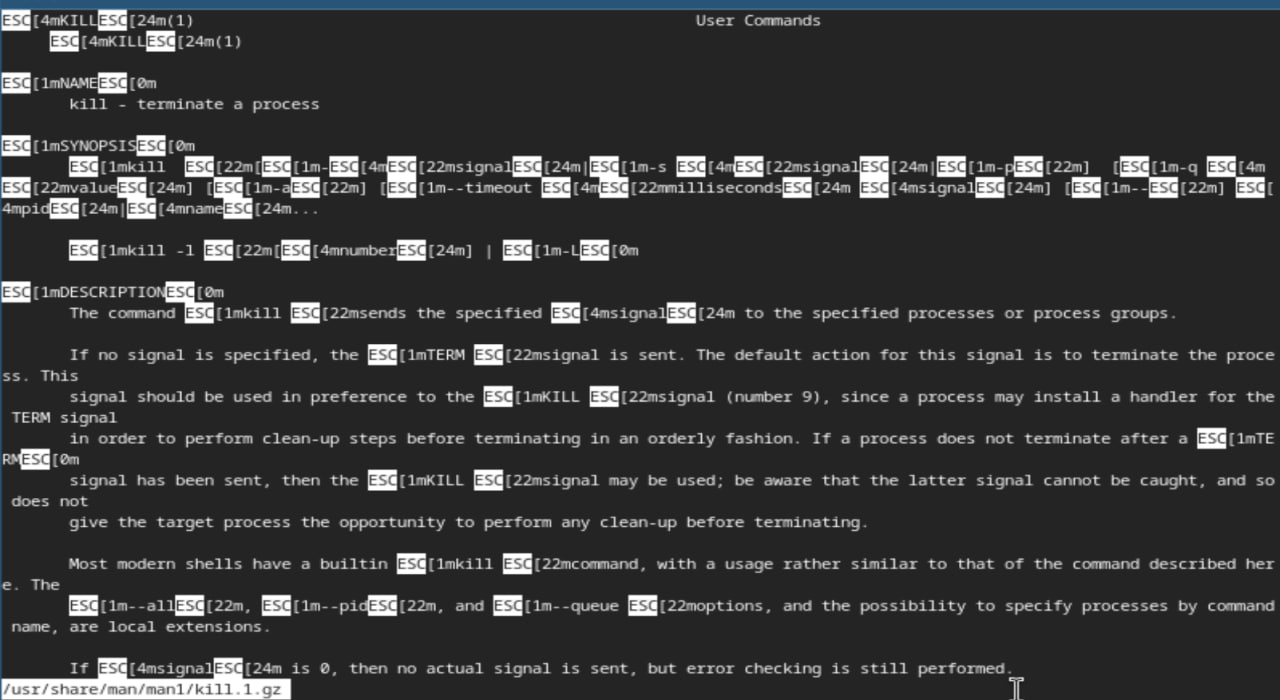 ESC[4mKILLESC[24m(1)                                                    User Commands
     ESC[4mKILLESC[24m(1)
ESC[1mNAMEESC[0m
       kill - terminate a process
ESC[1mSYNOPSISESC[0m
       ESC[1mkill  ESC[22m[ESC[1m-ESC[4mESC[22msignalESC[24m|ESC[1m-s ESC[4mESC[22msignalESC[24m|ESC[1m-pESC[22m]  [ESC[1m-q ESC[4m
ESC[22mvalueESC[24m] [ESC[1m-aESC[22m] [ESC[1m--timeout ESC[4mESC[22mmillisecondsESC[24m ESC[4msignalESC[24m] [ESC[1m--ESC[22m] ESC[
4mpidESC[24m|ESC[4mnameESC[24m...
       ESC[1mkill -l ESC[22m[ESC[4mnumberESC[24m] | ESC[1m-LESC[0m
ESC[1mDESCRIPTIONESC[0m
       The command ESC[1mkill ESC[22msends the specified ESC[4msignalESC[24m to the specified processes or process groups.
       If no signal is specified, the ESC[1mTERM ESC[22msignal is sent. The default action for this signal is to terminate the proce
ss. This
       signal should be used in preference to the ESC[1mKILL ESC[22msignal (number 9), since a process may install a handler for the
 TERM signal
       in order to perform clean-up steps before terminating in an orderly fashion. If a process does not terminate after a ESC[1mTE
RMESC[0m
       signal has been sent, then the ESC[1mKILL ESC[22msignal may be used; be aware that the latter signal cannot be caught, and so
 does not
       give the target process the opportunity to perform any clean-up before terminating.
       Most modern shells have a builtin ESC[1mkill ESC[22mcommand, with a usage rather similar to that of the command described her
e. The
       ESC[1m--allESC[22m, ESC[1m--pidESC[22m, and ESC[1m--queue ESC[22moptions, and the possibility to specify processes by command
 name, are local extensions.
       If ESC[4msignalESC[24m is 0, then no actual signal is sent, but error checking is still performed.
/usr/share/man/man1/kill.1.gz